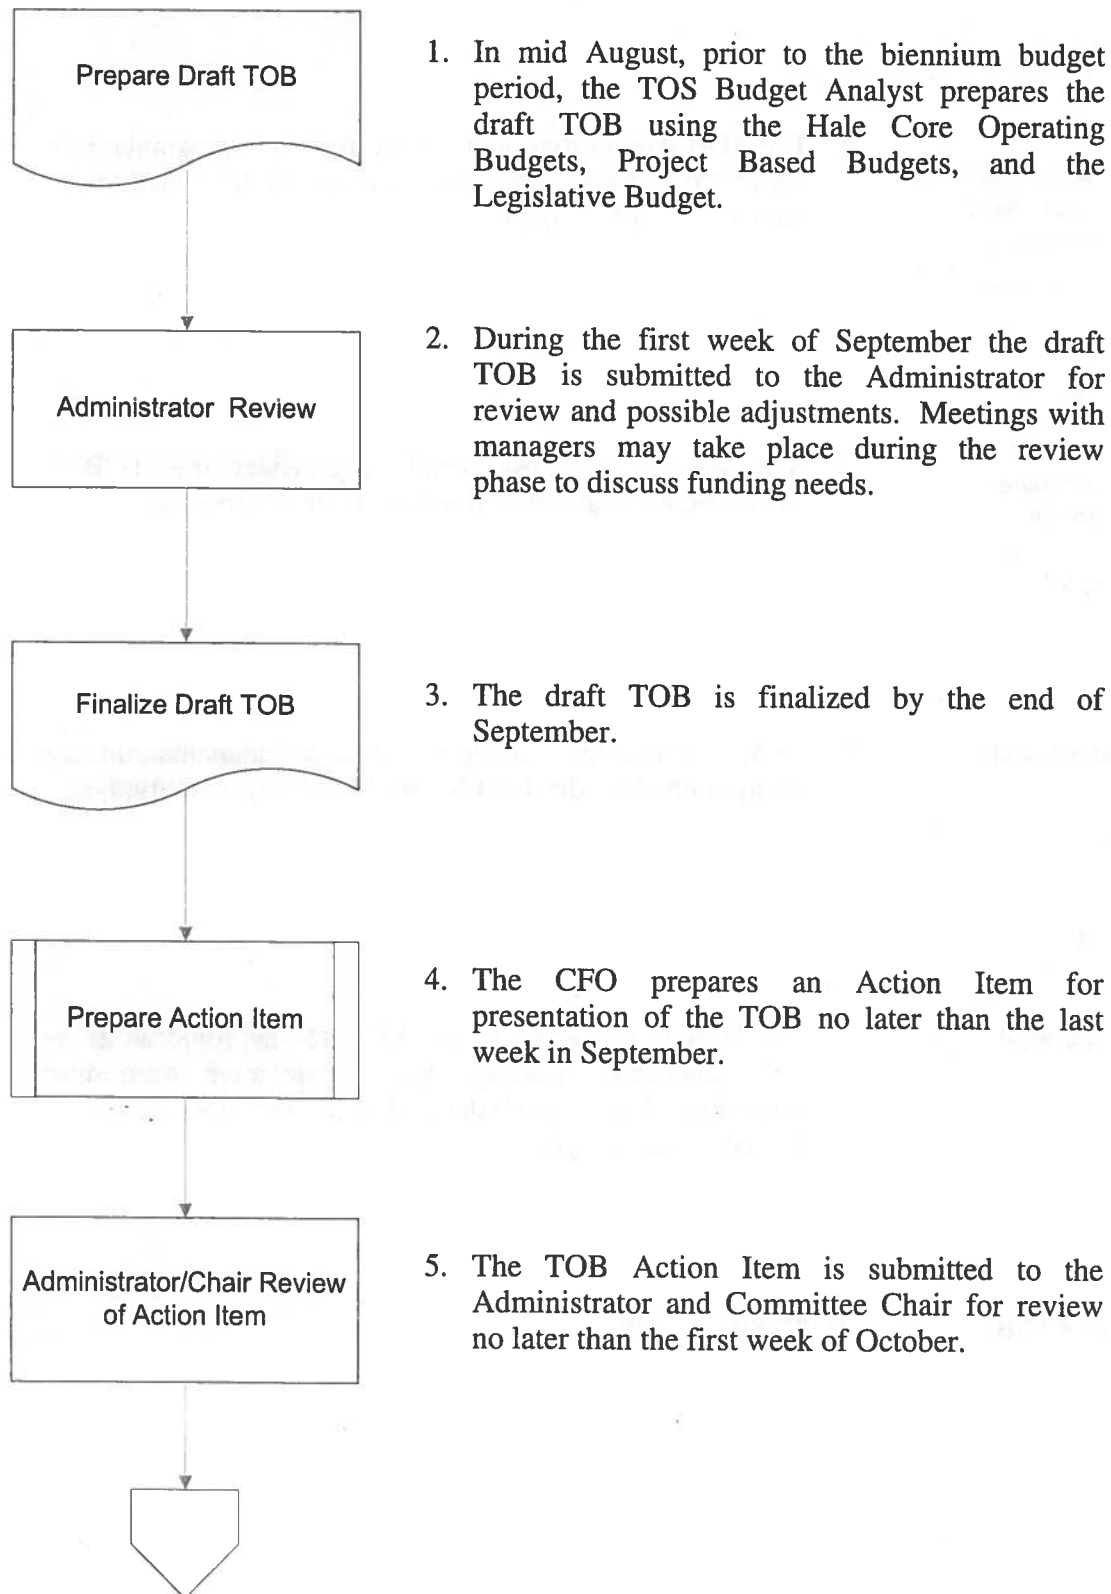 Prepare Draft TOB
1. In mid August, prior to the biennium budget
period, the TOS Budget Analyst prepares the
draft TOB using the Hale Core Operating
Budgets, Project Based Budgets, and the
Legislative Budget.
Administrator Review
2. During the first week of September the draft
TOB is submitted to the Administrator for
review and possible adjustments. Meetings with
managers may take place during the review
phase to discuss funding needs.
Finalize Draft TOB
3. The draft TOB is finalized by the end of
September.
Prepare Action Item
4. The CFO prepares an Action Item for
presentation of the TOB no later than the last
week in September.
Administrator/Chair Review
of Action Item
5. The TOB Action Item is submitted to the
Administrator and Committee Chair for review
no later than the first week of October.